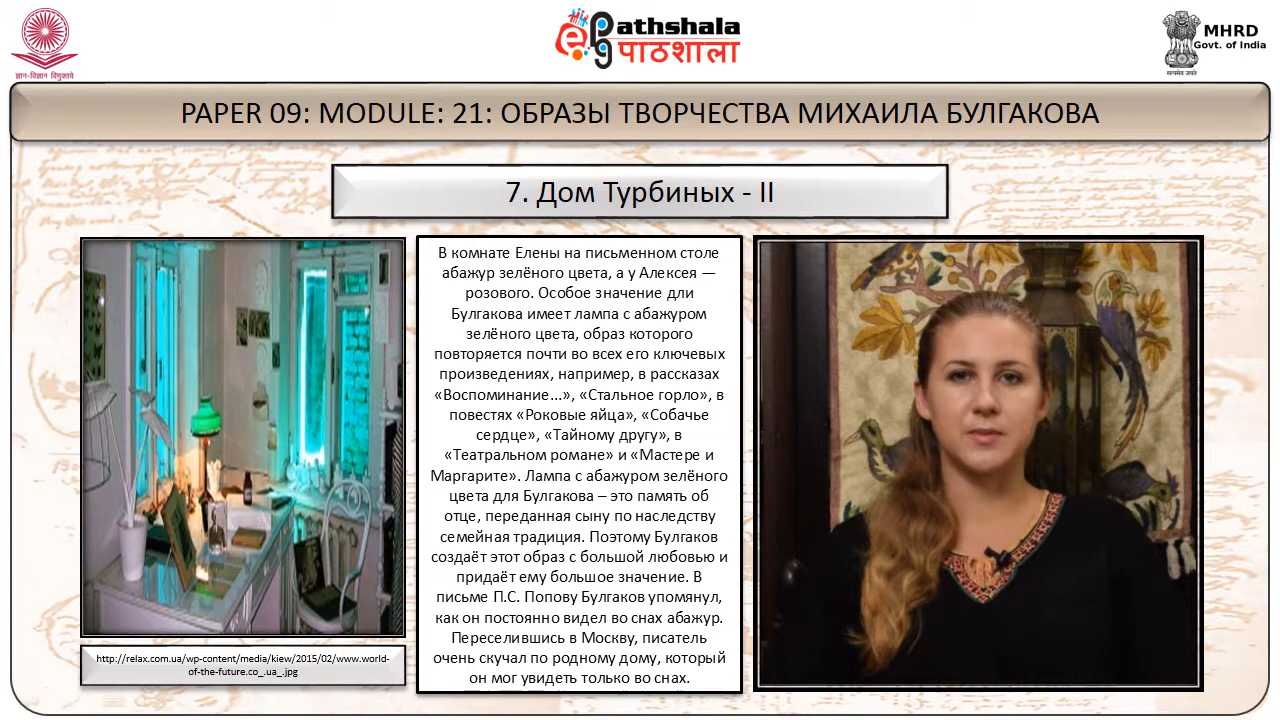 ज्ञान-विज्ञान विमुक्तये
ePathshala
पाठशाला
MHRD
Govt. of India
सत्यमेव जयते
PAPER 09: MODULE: 21: ОБРАЗЫ ТВОРЧЕСТВА МИХАИЛА БУЛГАКОВА
7. Дом Турбиных - II
В комнате Елены на письменном столе
абажур зелёного цвета, а у Алексея —
розового. Особое значение дли
Булгакова имеет лампа с абажуром
зелёного цвета, образ которого
повторяется почти во всех его ключевых
произведениях, например, в рассказах
«Воспоминание...», «Стальное горло», в
повестях «Роковые яйца», «Собачье
сердце», «Тайному другу», в
«Театральном романе» и «Мастере и
Маргарите». Лампа с абажуром зелёного
цвета для Булгакова – это память об
отце, переданная сыну по наследству
семейная традиция. Поэтому Булгаков
создаёт этот образ с большой любовью и
придаёт ему большое значение. В
письме П.С. Попову Булгаков упомянул,
как он постоянно видел во снах абажур.
Переселившись в Москву, писатель
очень скучал по родному дому, который
он мог увидеть только во снах.
http://relax.com.ua/wp-content/media/kiew/2015/02/www.world-
of-the-future.co_.ua_.jpg